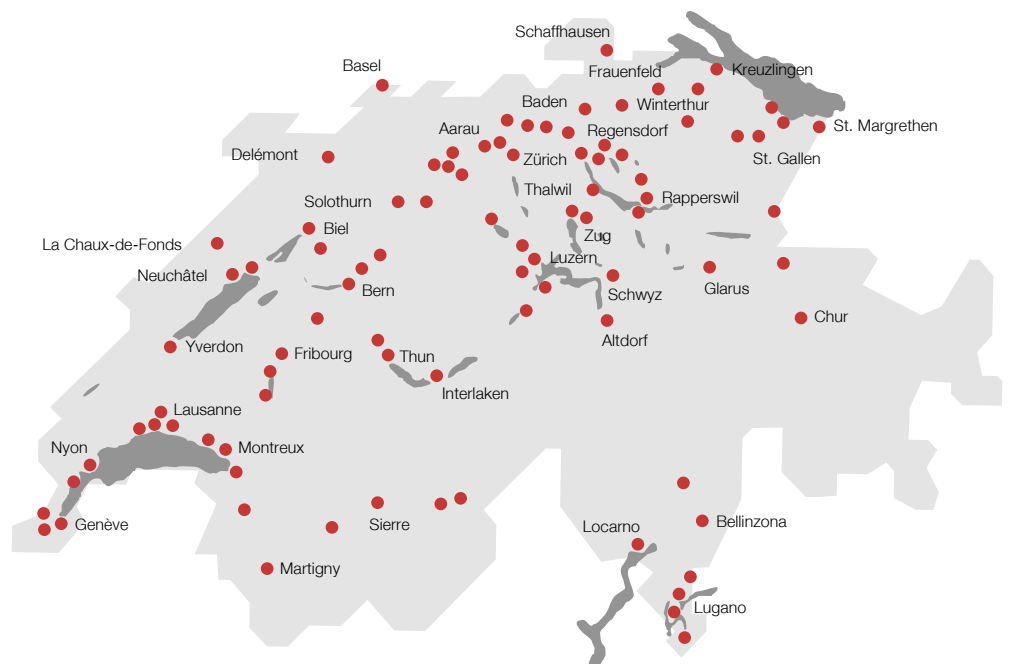 Schaffhausen
Basel
Frauenfeld
Kreuzlingen
Baden
Winterthur
Aarau
Regensdorf
St. Margrethen
Delémont
Zürich
St. Gallen
Solothurn
Thalwil
Rapperswil
Biel
Zug
La Chaux-de-Fonds
Luzern
Neuchâtel
Bern
Schwyz
Glarus
Chur
Altdorf
Yverdon
Fribourg
Thun
Interlaken
Lausanne
Nyon
Montreux
Genève
Sierre
Locarno
Bellinzona
Martigny
Lugano